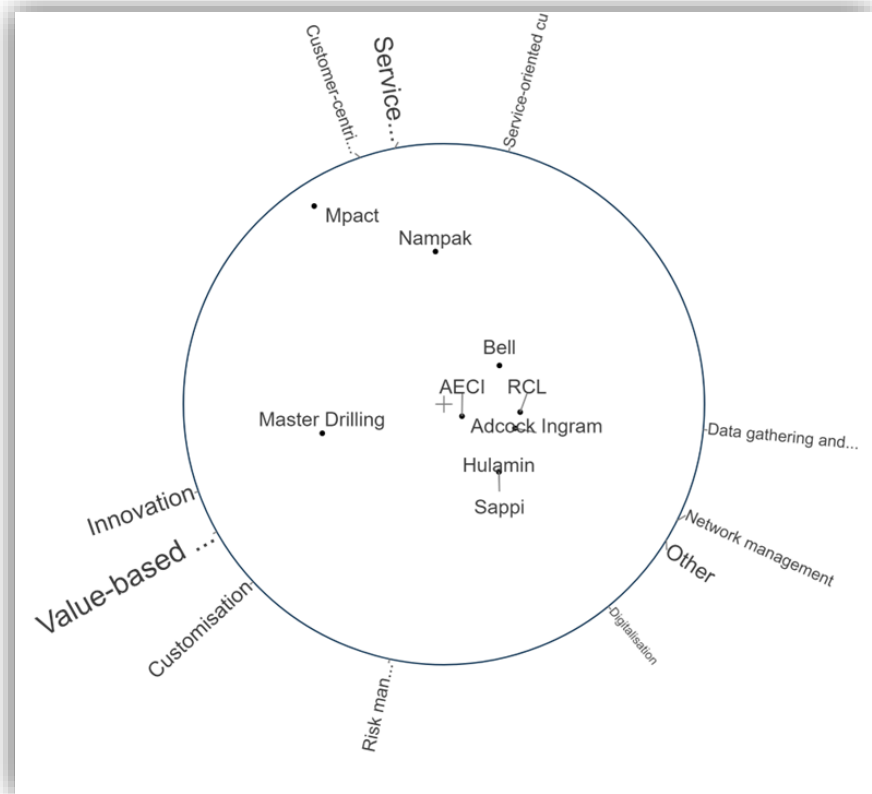 Customer-centri...
Service...
Service-oriented cu
Mpact
Nampak
Bell
AECI
RCL
Master Drilling
Adcock Ingram
Data gathering and...
Hulamin
Innovation
Sappi
Network management
Value-based ...
Other
Customisation
Digitalisation
Risk man...